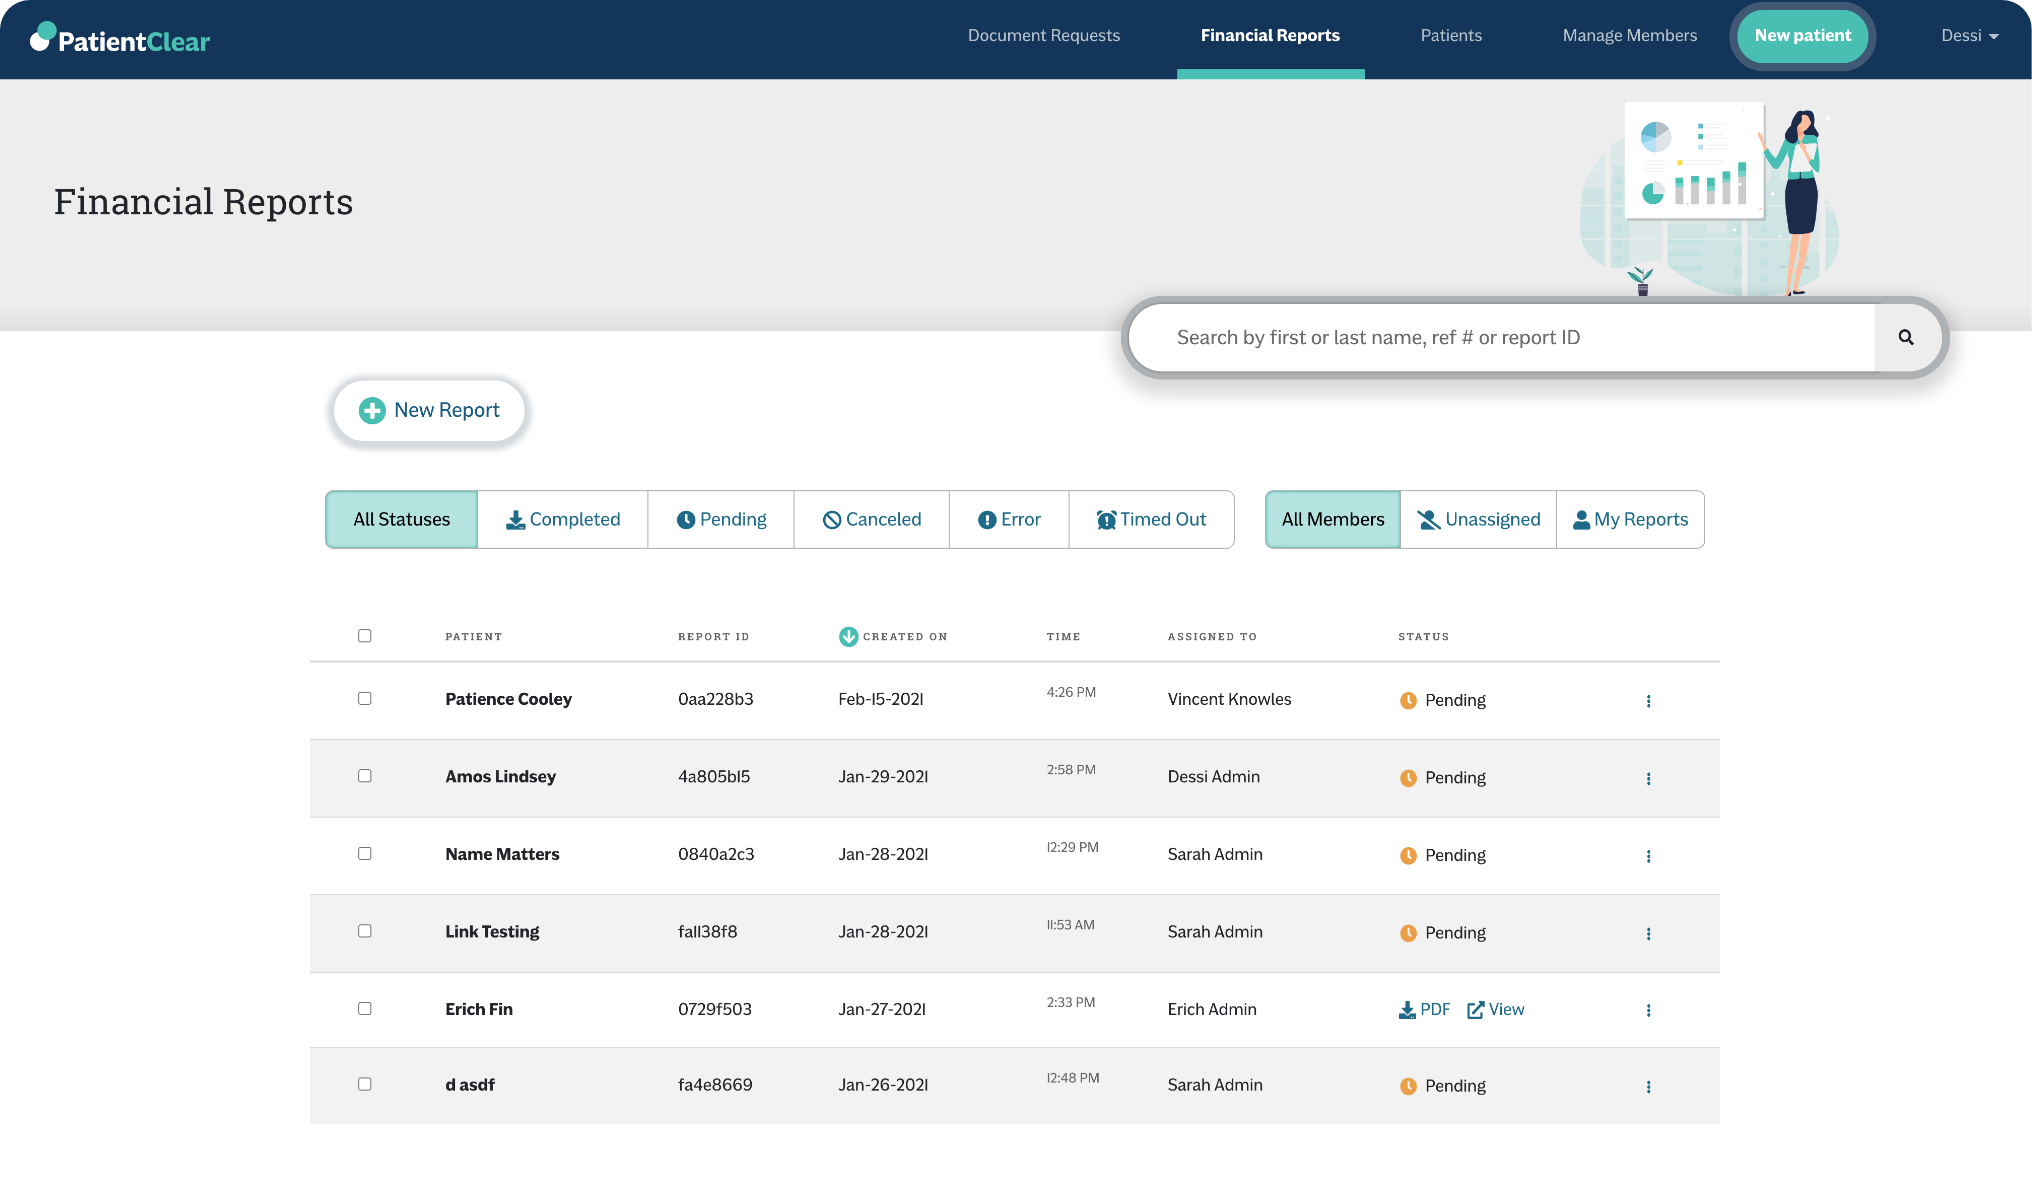 PatientClear
Document Requests
Financial Reports
Patients
Manage Members
New patient
Dessi
Financial Reports
Search by first or last name, ref # or report ID
New Report
All Statuses
Completed
Pending
Canceled
Error
Timed Out
All Members
Unassigned
My Reports
PATIENT REPORT ID CREATED ON TIME ASSIGNED TO STATUS
Patience Cooley 0aa228b3 Feb-15-2021 4:26 PM Vincent Knowles Pending
Amos Lindsey 4a805b15 Jan-29-2021 2:58 PM Dessi Admin Pending
Name Matters 0840a2c3 Jan-28-2021 12:29 PM Sarah Admin Pending
Link Testing fa1138f8 Jan-28-2021 11:53 AM Sarah Admin Pending
Erich Fin 0729f503 Jan-27-2021 2:33 PM Erich Admin PDF View
d asdf fa4e8669 Jan-26-2021 12:48 PM Sarah Admin Pending